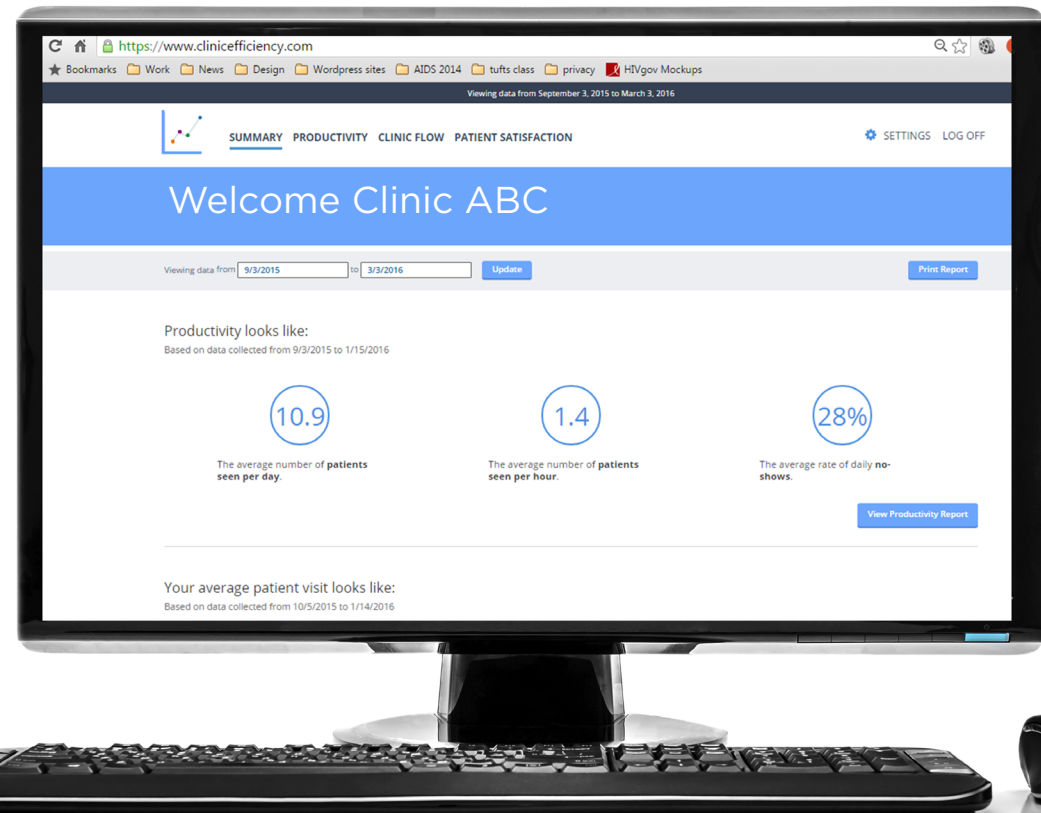 https://www.clinicefficiency.com
Bookmarks Work News Design Wordpress sites AIDS 2014 tufts class privacy HIVgov Mockups
Viewing data from September 3, 2015 to March 3, 2016
SUMMARY PRODUCTIVITY CLINIC FLOW PATIENT SATISFACTION SETTINGS LOG OFF
Welcome Clinic ABC
Viewing data from 9/3/2015 to 3/3/2016 Update Print Report
Productivity looks like:
Based on data collected from 9/3/2015 to 1/15/2016
10.9 1.4 28%
The average number of patients The average number of patients The average rate of daily no-
seen per day. seen per hour. shows.
View Productivity Report
Your average patient visit looks like:
Based on data collected from 10/5/2015 to 1/14/2016